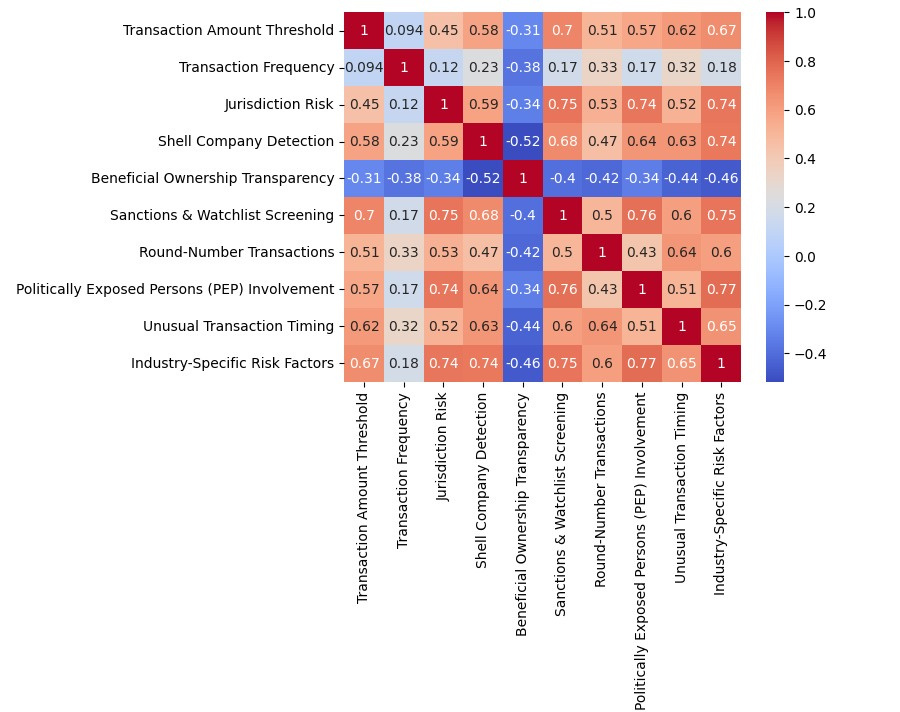 Transaction Amount Threshold 1 0.094 0.45 0.58 -0.31 0.7 0.51 0.57 0.62 0.67
Transaction Frequency 0.094 1 0.12 0.23 -0.38 0.17 0.33 0.17 0.32 0.18
Jurisdiction Risk 0.45 0.12 1 0.59 -0.34 0.75 0.53 0.74 0.52 0.74
Shell Company Detection 0.58 0.23 0.59 1 -0.52 0.68 0.47 0.64 0.63 0.74
Beneficial Ownership Transparency -0.31 -0.38 -0.34 -0.52 1 -0.4 -0.42 -0.34 -0.44 -0.46
Sanctions & Watchlist Screening 0.7 0.17 0.75 0.68 -0.4 1 0.5 0.76 0.6 0.75
Round-Number Transactions 0.51 0.33 0.53 0.47 -0.42 0.5 1 0.43 0.64 0.6
Politically Exposed Persons (PEP) Involvement 0.57 0.17 0.74 0.64 -0.34 0.76 0.43 1 0.51 0.77
Unusual Transaction Timing 0.62 0.32 0.52 0.63 -0.44 0.6 0.64 0.51 1 0.65
Industry-Specific Risk Factors 0.67 0.18 0.74 0.74 -0.46 0.75 0.6 0.77 0.65 1
Transaction Amount Threshold
Transaction Frequency
Jurisdiction Risk
Shell Company Detection
Beneficial Ownership Transparency
Sanctions & Watchlist Screening
Round-Number Transactions
Politically Exposed Persons (PEP) Involvement
Unusual Transaction Timing
Industry-Specific Risk Factors
1.0
0.8
0.6
0.4
0.2
0.0
−0.2
−0.4